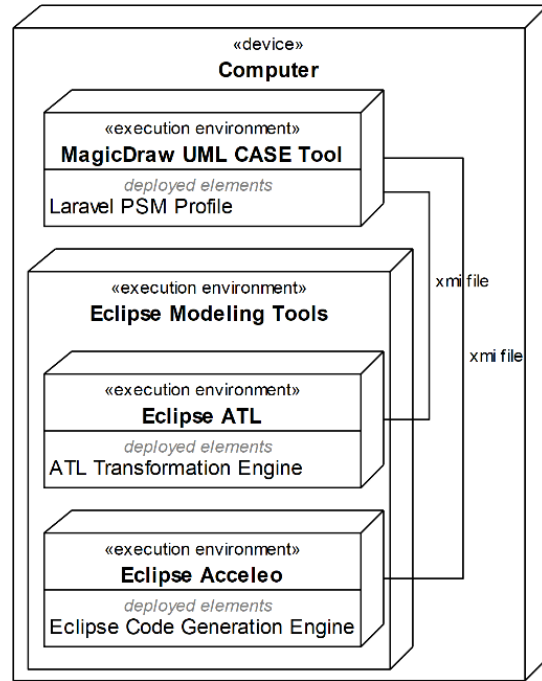 «device»
Computer
«execution environment»
MagicDraw UML CASE Tool
deployed elements
Laravel PSM Profile
«execution environment»
Eclipse Modeling Tools
xmi file
xmi file
«execution environment»
Eclipse ATL
deployed elements
ATL Transformation Engine
«execution environment»
Eclipse Acceleo
deployed elements
Eclipse Code Generation Engine